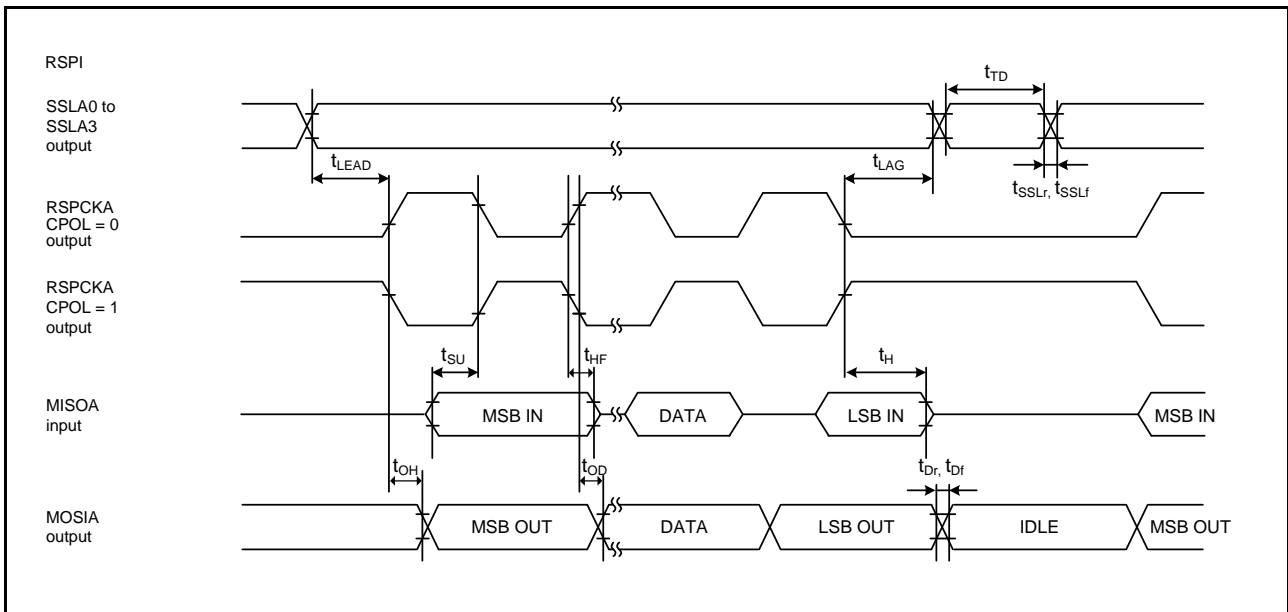 RSPI
SSLA0 to
SSLA3
output
tTD
tLEAD
tLAG
tSSLr, tSSLf
RSPCKA
CPOL = 0
output
RSPCKA
CPOL = 1
output
tSU
tHF
tH
MISOA
input
MSB IN
DATA
LSB IN
MSB IN
tOH
tOD
tDr, tDf
MOSIA
output
MSB OUT
DATA
LSB OUT
IDLE
MSB OUT